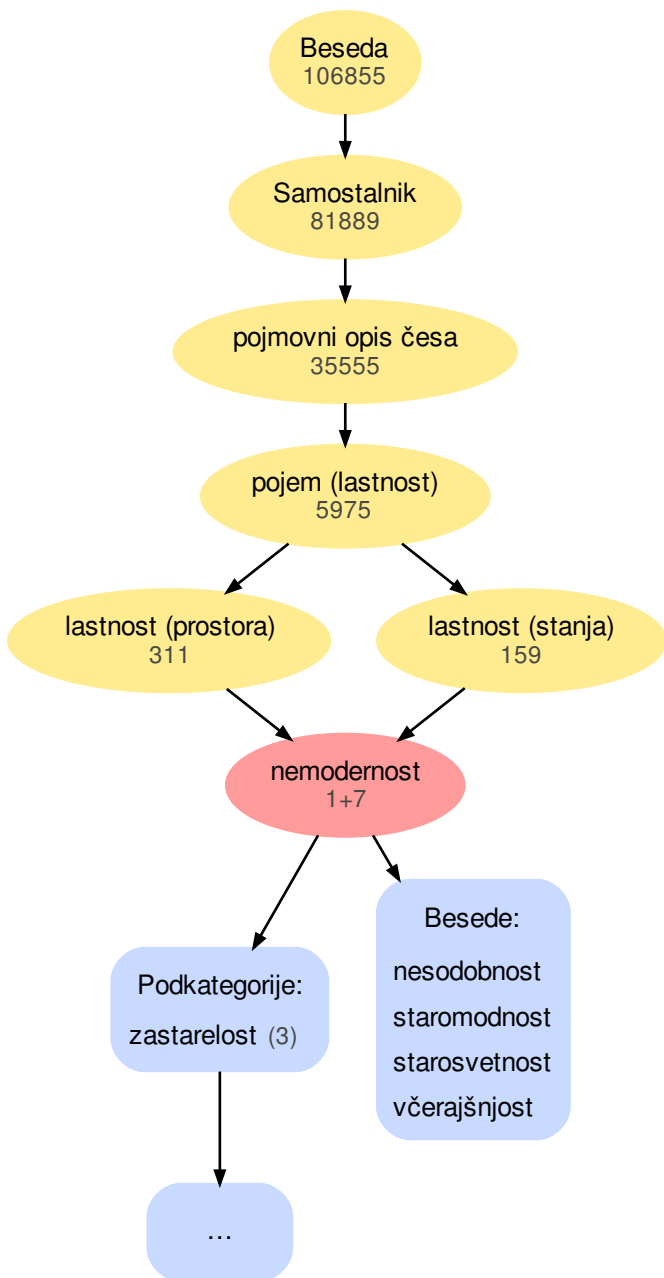 Beseda
106855
Samostalnik
81889
pojmovni opis česa
35555
pojem (lastnost)
5975
lastnost (prostora)
311
lastnost (stanja)
159
nemodernost
1+7
Podkategorije:
zastarelost (3)
Besede:
nesodobnost
staromodnost
starosvetnost
včerajšnjost
...